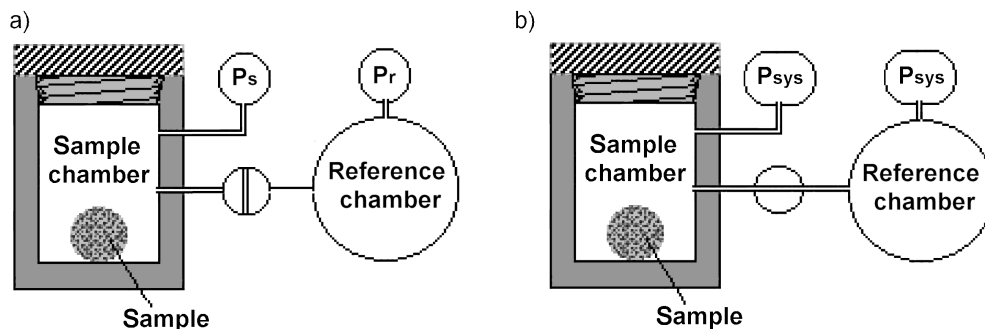 a)
Ps
Pr
Sample
chamber
Reference
chamber
Sample
b)
Psys
Psys
Sample
chamber
Reference
chamber
Sample